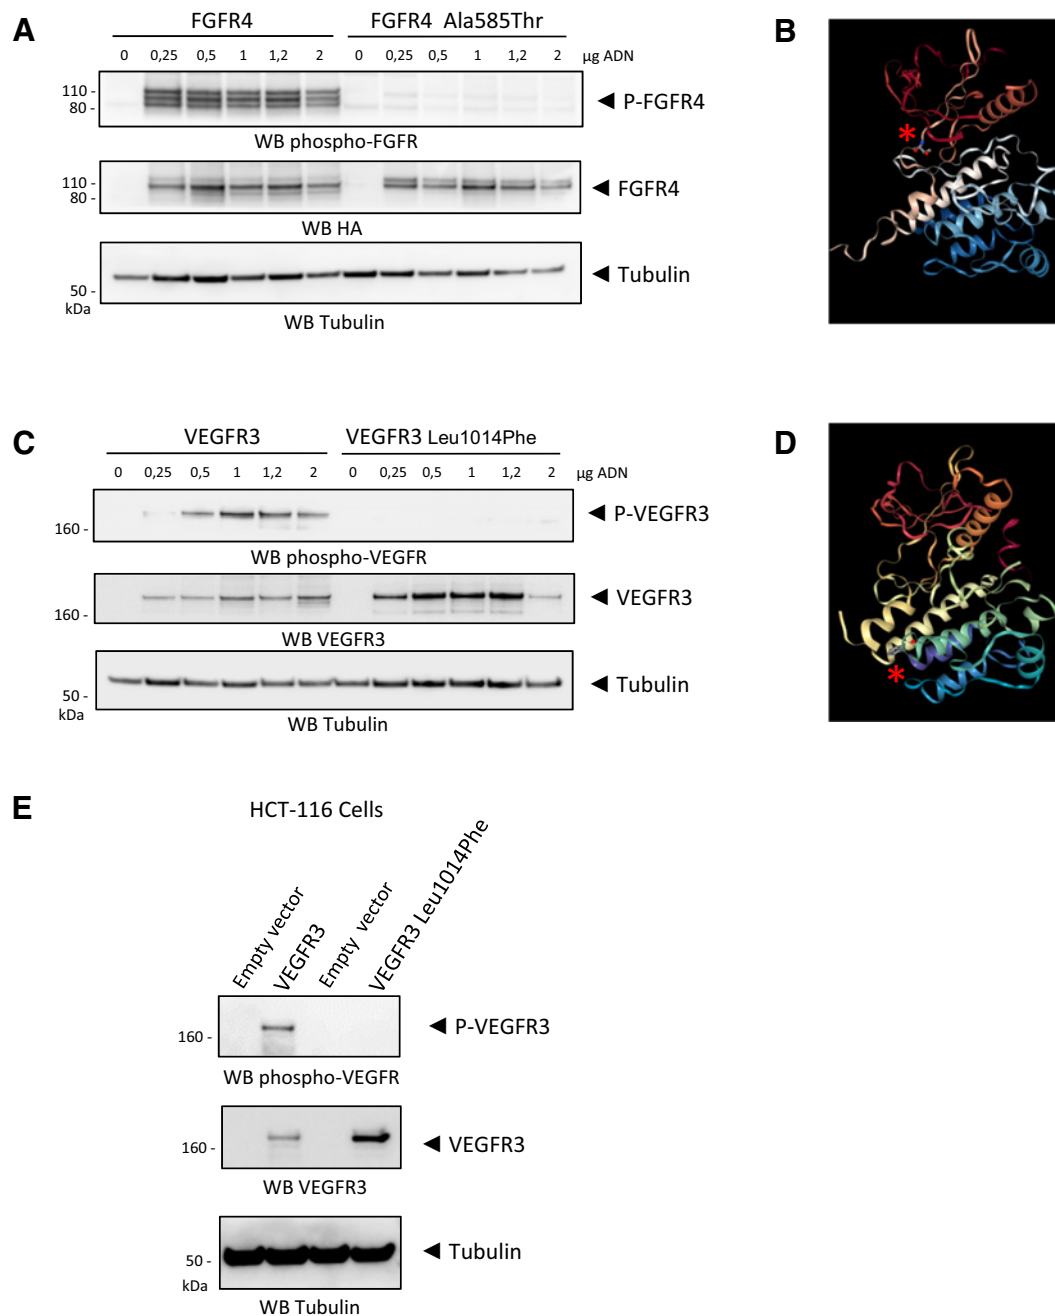 A
FGFR4
FGFR4 Ala585Thr
0 0,25 0,5 1 1,2 2 0 0,25 0,5 1 1,2 2 µg ADN
110 -
80 -
P-FGFR4
WB phospho-FGFR
110 -
80 -
FGFR4
WB HA
Tubulin
50 -
kDa
WB Tubulin
B
*
C
VEGFR3
VEGFR3 Leu1014Phe
0 0,25 0,5 1 1,2 2 0 0,25 0,5 1 1,2 2 µg ADN
160 -
P-VEGFR3
WB phospho-VEGFR
160 -
VEGFR3
WB VEGFR3
Tubulin
50 -
kDa
WB Tubulin
D
*
E
HCT-116 Cells
Empty vector
VEGFR3
Empty vector
VEGFR3 Leu1014Phe
160 -
P-VEGFR3
WB phospho-VEGFR
160 -
VEGFR3
WB VEGFR3
Tubulin
50 -
kDa
WB Tubulin